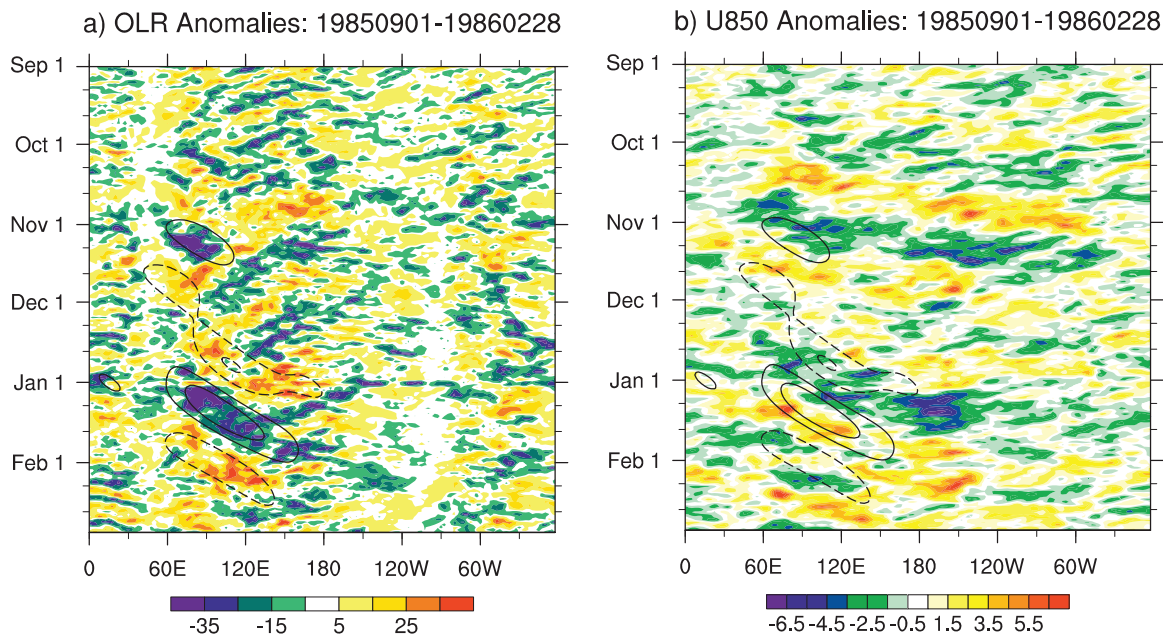 a) OLR Anomalies: 19850901-19860228
Sep 1
Oct 1
Nov 1
Dec 1
Jan 1
Feb 1
0 60E 120E 180 120W 60W
-35 -15 5 25
b) U850 Anomalies: 19850901-19860228
Sep 1
Oct 1
Nov 1
Dec 1
Jan 1
Feb 1
0 60E 120E 180 120W 60W
-6.5 -4.5 -2.5 -0.5 1.5 3.5 5.5